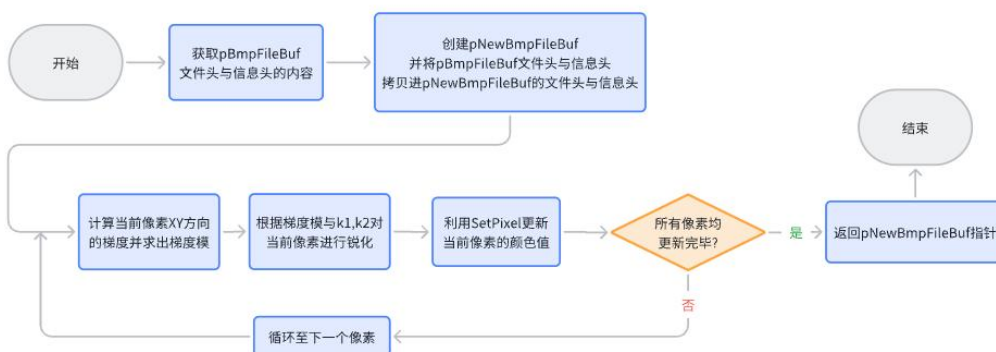 开始
获取pBmpFileBuf
文件头与信息头的内容
创建pNewBmpFileBuf
并将pBmpFileBuf文件头与信息头
拷贝进pNewBmpFileBuf的文件头与信息头
结束
计算当前像素XY方向
的梯度并求出梯度模
根据梯度模与k1,k2对
当前像素进行锐化
利用SetPixel更新
当前像素的颜色值
所有像素均
更新完毕?
是
返回pNewBmpFileBuf指针
否
循环至下一个像素